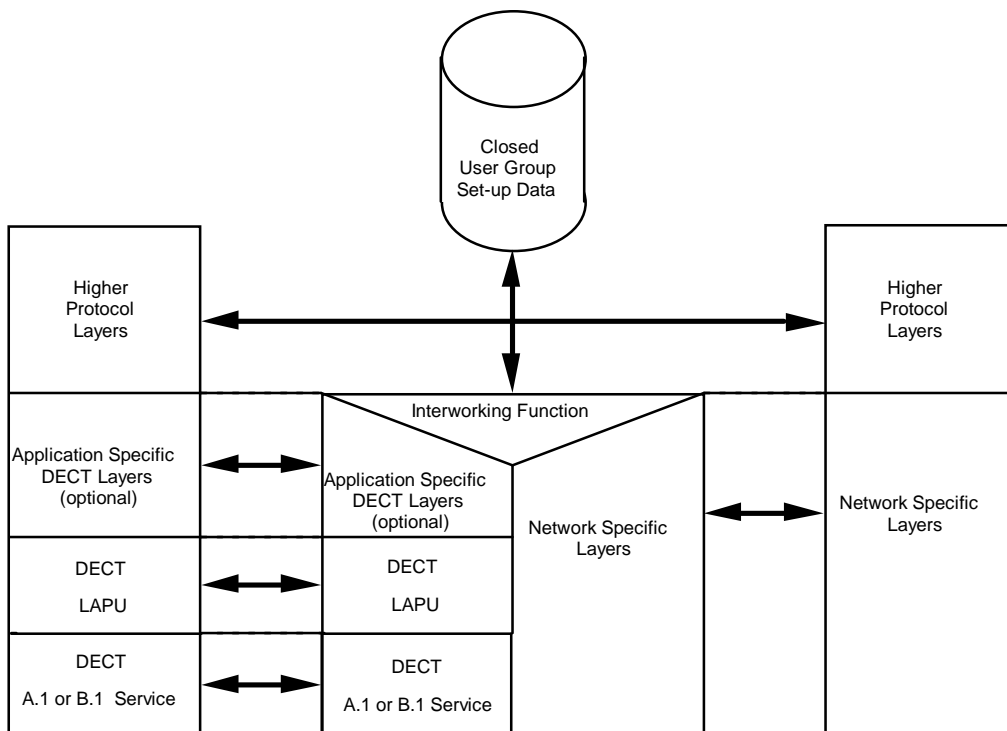 Closed
User Group
Set-up Data
Higher
Protocol
Layers
Higher
Protocol
Layers
Interworking Function
Application Specific
DECT Layers
(optional)
Application Specific
DECT Layers
(optional)
Network Specific
Layers
Network Specific
Layers
DECT
LAPU
DECT
LAPU
DECT
A.1 or B.1 Service
DECT
A.1 or B.1 Service